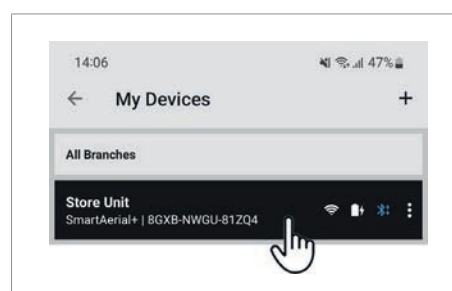 14:06 47%
My Devices
All Branches
Store Unit
SmartAerial+ | 8GXB-NWGU-81ZQ4